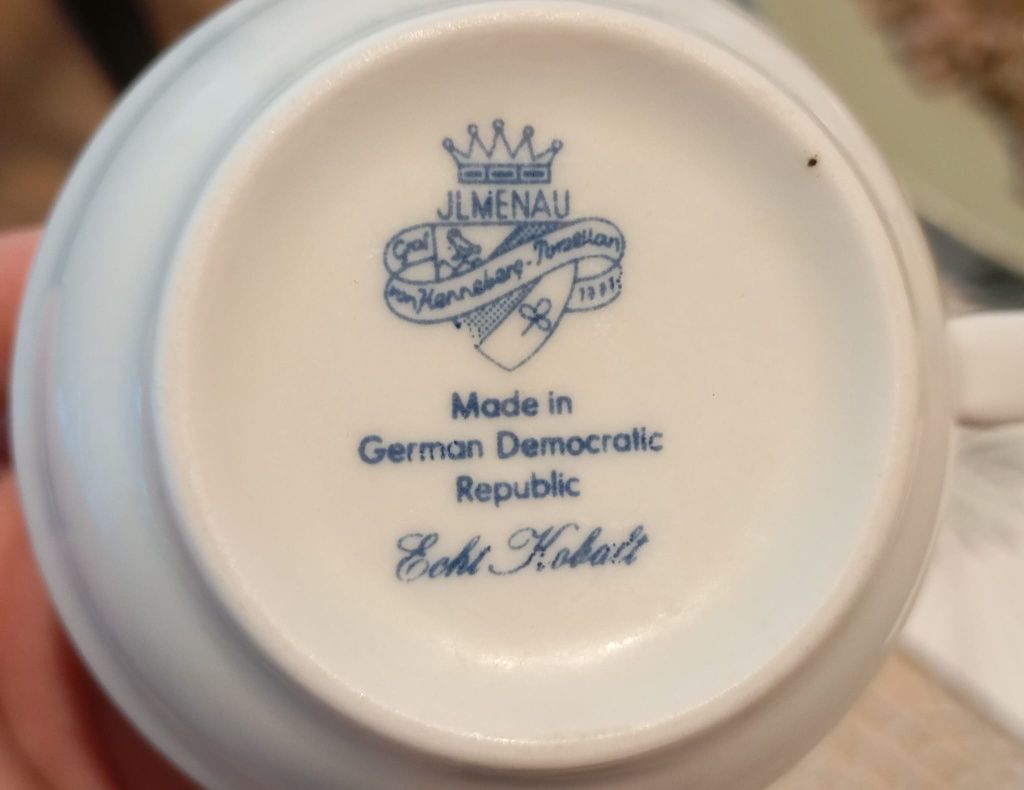 JLMENAU
Graf
von Henneberg-Porzellan
1777
Made in
German Democratic
Republic
Echt Kobalt